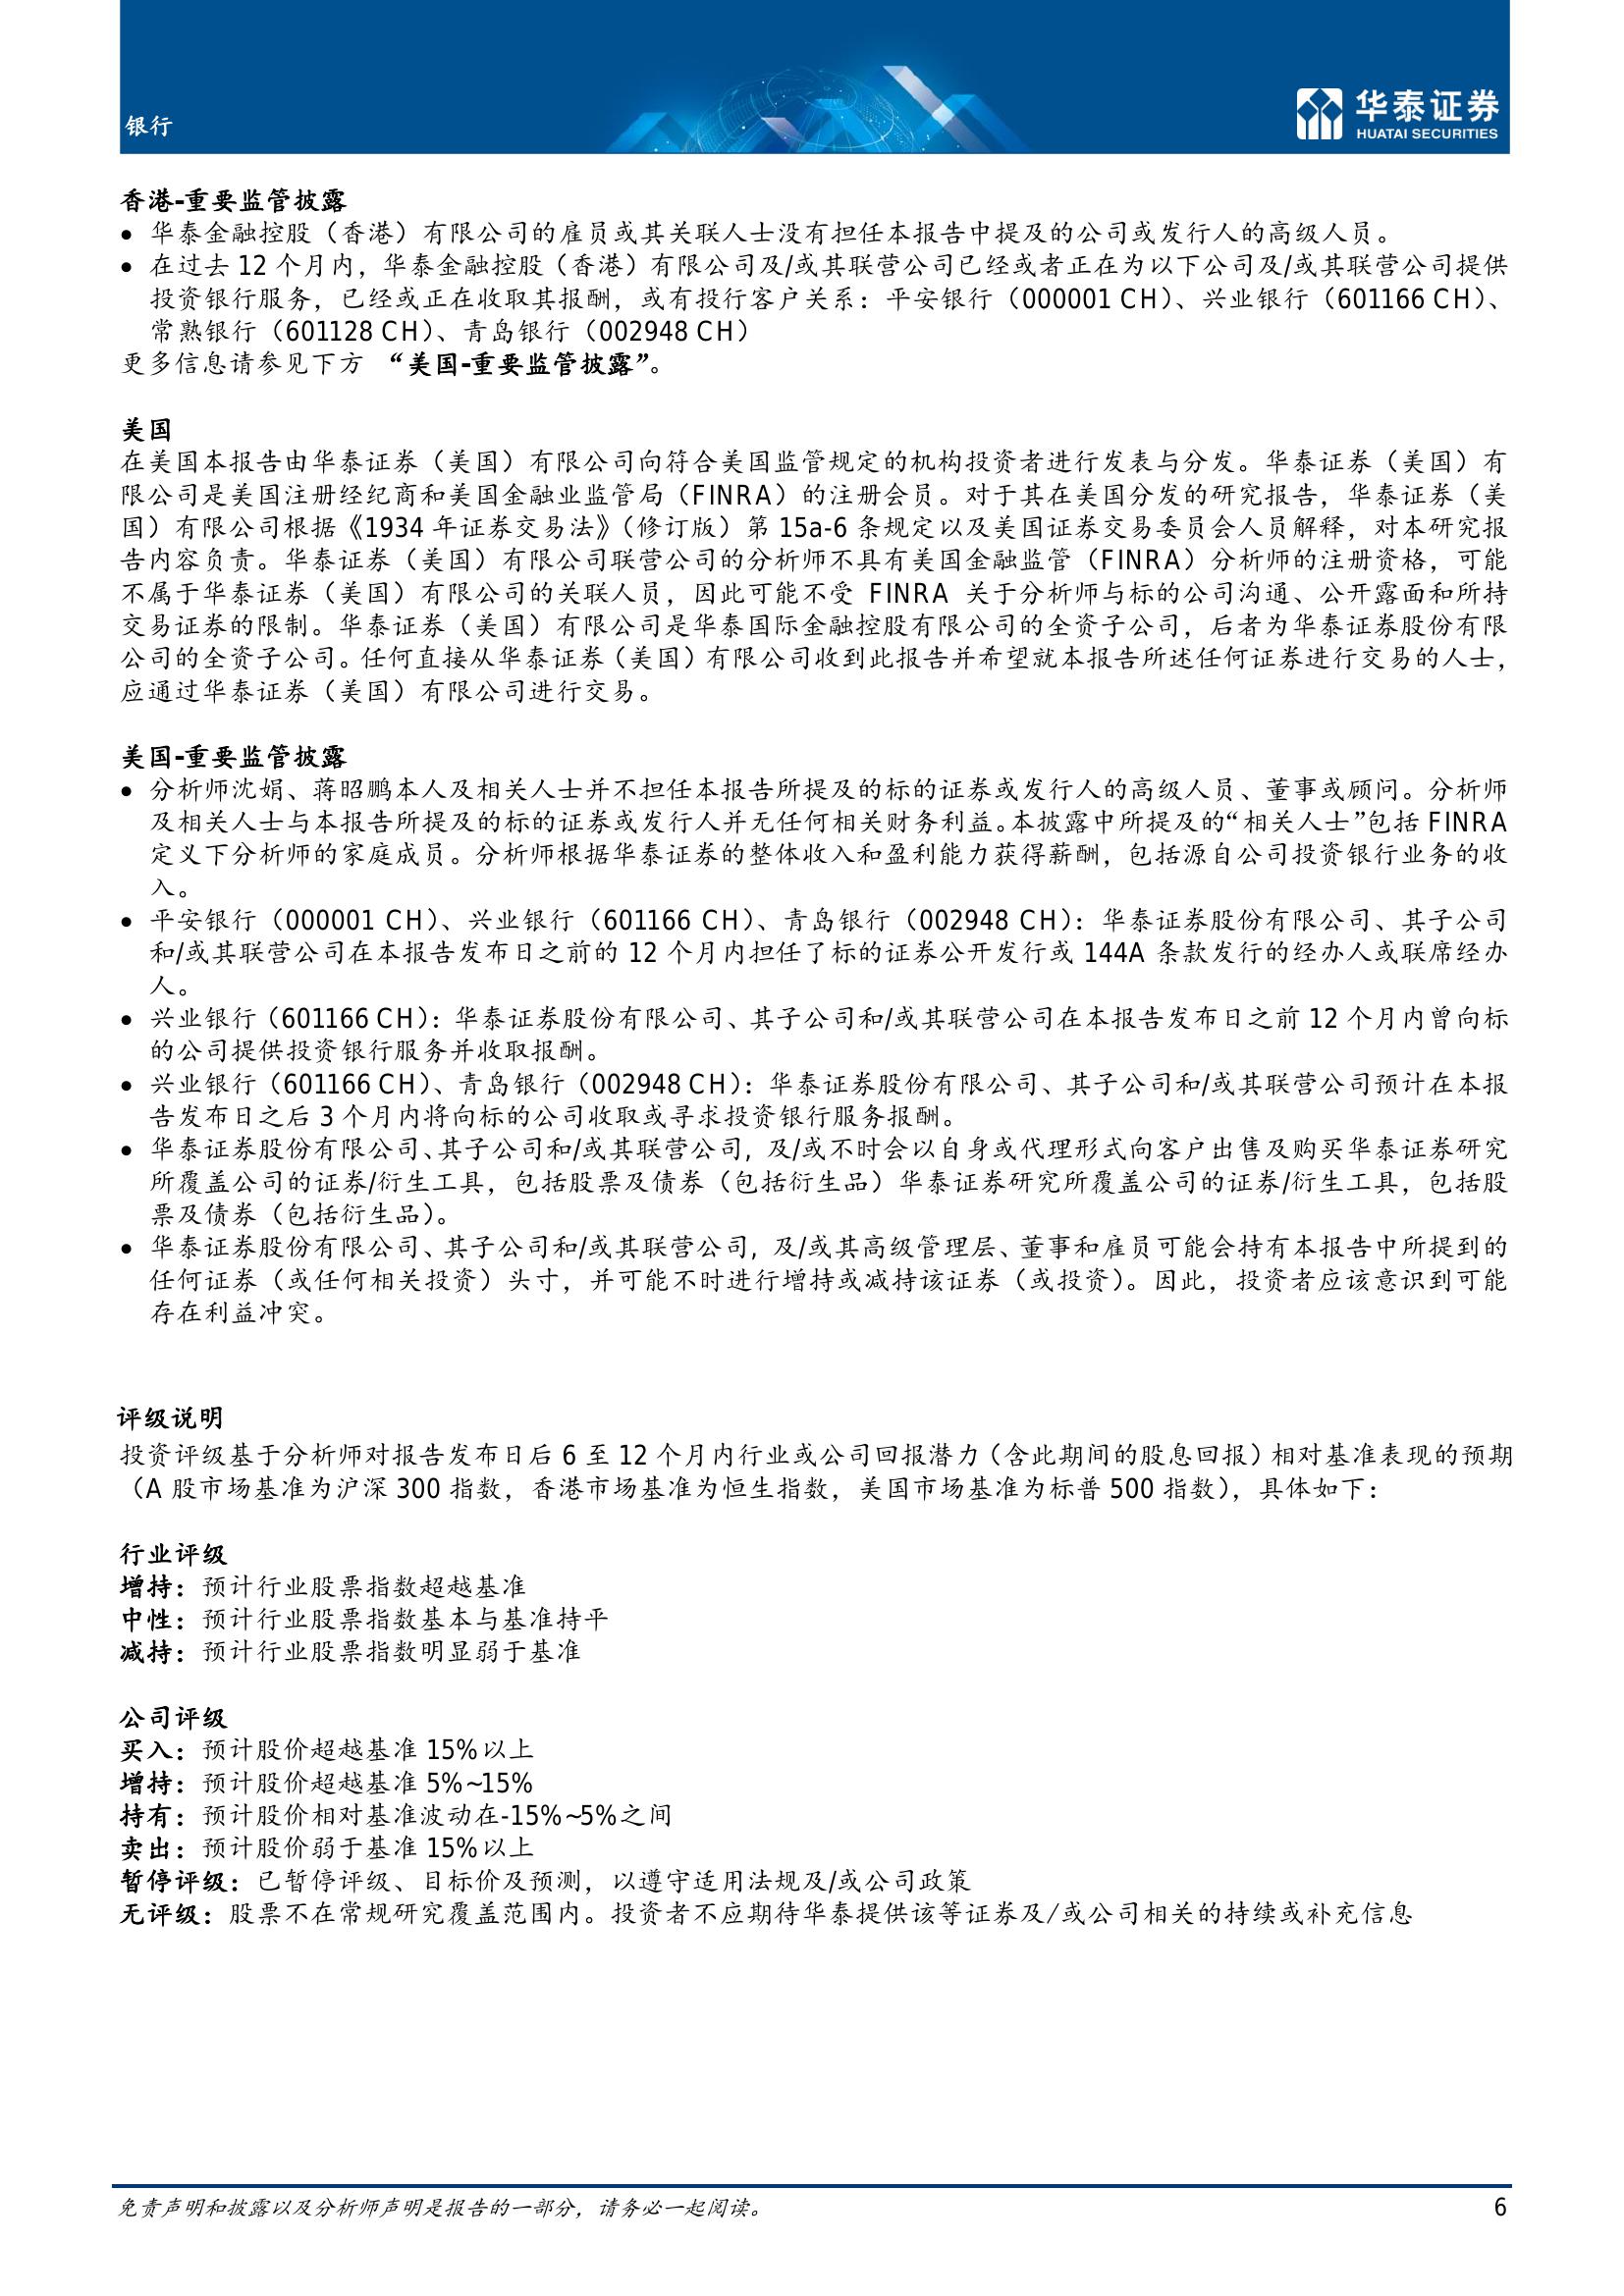 银行
华泰证券
HUATAI SECURITIES
香港-重要监管披露
• 华泰金融控股（香港）有限公司的雇员或其关联人士没有担任本报告中提及的公司或发行人的高级人员。
• 在过去 12 个月内，华泰金融控股（香港）有限公司及/或其联营公司已经或者正在为以下公司及/或其联营公司提供
投资银行服务，已经或正在收取其报酬，或有投行客户关系：平安银行（000001 CH）、兴业银行（601166 CH）、
常熟银行（601128 CH）、青岛银行（002948 CH）
更多信息请参见下方 “美国-重要监管披露”。
美国
在美国本报告由华泰证券（美国）有限公司向符合美国监管规定的机构投资者进行发表与分发。华泰证券（美国）有
限公司是美国注册经纪商和美国金融业监管局（FINRA）的注册会员。对于其在美国分发的研究报告，华泰证券（美
国）有限公司根据《1934 年证券交易法》（修订版）第 15a-6 条规定以及美国证券交易委员会人员解释，对本研究报
告内容负责。华泰证券（美国）有限公司联营公司的分析师不具有美国金融监管（FINRA）分析师的注册资格，可能
不属于华泰证券（美国）有限公司的关联人员，因此可能不受 FINRA 关于分析师与标的公司沟通、公开露面和所持
交易证券的限制。华泰证券（美国）有限公司是华泰国际金融控股有限公司的全资子公司，后者为华泰证券股份有限
公司的全资子公司。任何直接从华泰证券（美国）有限公司收到此报告并希望就本报告所述任何证券进行交易的人士，
应通过华泰证券（美国）有限公司进行交易。
美国-重要监管披露
• 分析师沈娟、蒋昭鹏本人及相关人士并不担任本报告所提及的标的证券或发行人的高级人员、董事或顾问。分析师
及相关人士与本报告所提及的标的证券或发行人并无任何相关财务利益。本披露中所提及的“相关人士”包括 FINRA
定义下分析师的家庭成员。分析师根据华泰证券的整体收入和盈利能力获得薪酬，包括源自公司投资银行业务的收
入。
• 平安银行（000001 CH）、兴业银行（601166 CH）、青岛银行（002948 CH）：华泰证券股份有限公司、其子公司
和/或其联营公司在本报告发布日之前的 12 个月内担任了标的证券公开发行或 144A 条款发行的经办人或联席经办
人。
• 兴业银行（601166 CH）：华泰证券股份有限公司、其子公司和/或其联营公司在本报告发布日之前 12 个月内曾向标
的公司提供投资银行服务并收取报酬。
• 兴业银行（601166 CH）、青岛银行（002948 CH）：华泰证券股份有限公司、其子公司和/或其联营公司预计在本报
告发布日之后 3 个月内将向标的公司收取或寻求投资银行服务报酬。
• 华泰证券股份有限公司、其子公司和/或其联营公司，及/或不时会以自身或代理形式向客户出售及购买华泰证券研究
所覆盖公司的证券/衍生工具，包括股票及债券（包括衍生品）华泰证券研究所覆盖公司的证券/衍生工具，包括股
票及债券（包括衍生品）。
• 华泰证券股份有限公司、其子公司和/或其联营公司，及/或其高级管理层、董事和雇员可能会持有本报告中所提到的
任何证券（或任何相关投资）头寸，并可能不时进行增持或减持该证券（或投资）。因此，投资者应该意识到可能
存在利益冲突。
评级说明
投资评级基于分析师对报告发布日后 6 至 12 个月内行业或公司回报潜力（含此期间的股息回报）相对基准表现的预期
（A 股市场基准为沪深 300 指数，香港市场基准为恒生指数，美国市场基准为标普 500 指数），具体如下：
行业评级
增持：预计行业股票指数超越基准
中性：预计行业股票指数基本与基准持平
减持：预计行业股票指数明显弱于基准
公司评级
买入：预计股价超越基准 15%以上
增持：预计股价超越基准 5%~15%
持有：预计股价相对基准波动在-15%~5%之间
卖出：预计股价弱于基准 15%以上
暂停评级：已暂停评级、目标价及预测，以遵守适用法规及/或公司政策
无评级：股票不在常规研究覆盖范围内。投资者不应期待华泰提供该等证券及/或公司相关的持续或补充信息
免责声明和披露以及分析师声明是报告的一部分，请务必一起阅读。
6